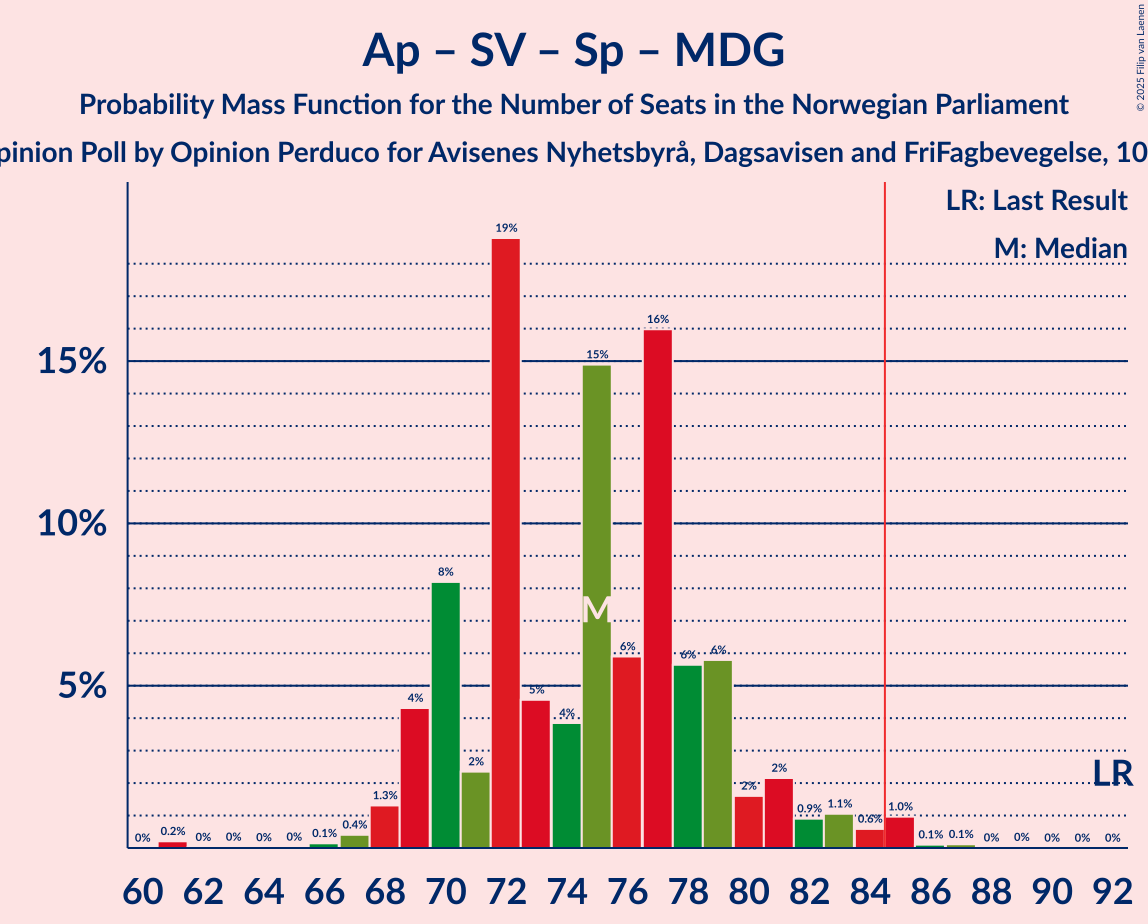 Ap – SV – Sp – MDG
Probability Mass Function for the Number of Seats in the Norwegian Parliament
pinion Poll by Opinion Perduco for Avisenes Nyhetsbyrå, Dagsavisen and FriFagbevegelse, 10
© 2025 Filip van Laenen
LR: Last Result
M: Median
15%
10%
5%
0% 0.2% 0% 0% 0% 0% 0.1% 0.4% 1.3% 4% 8% 2% 19% 5% 4% 15% 6% 16% 6% 6% 2% 2% 0.9% 1.1% 0.6% 1.0% 0.1% 0.1% 0% 0% 0% 0% 0%
M
LR
60 62 64 66 68 70 72 74 76 78 80 82 84 86 88 90 92